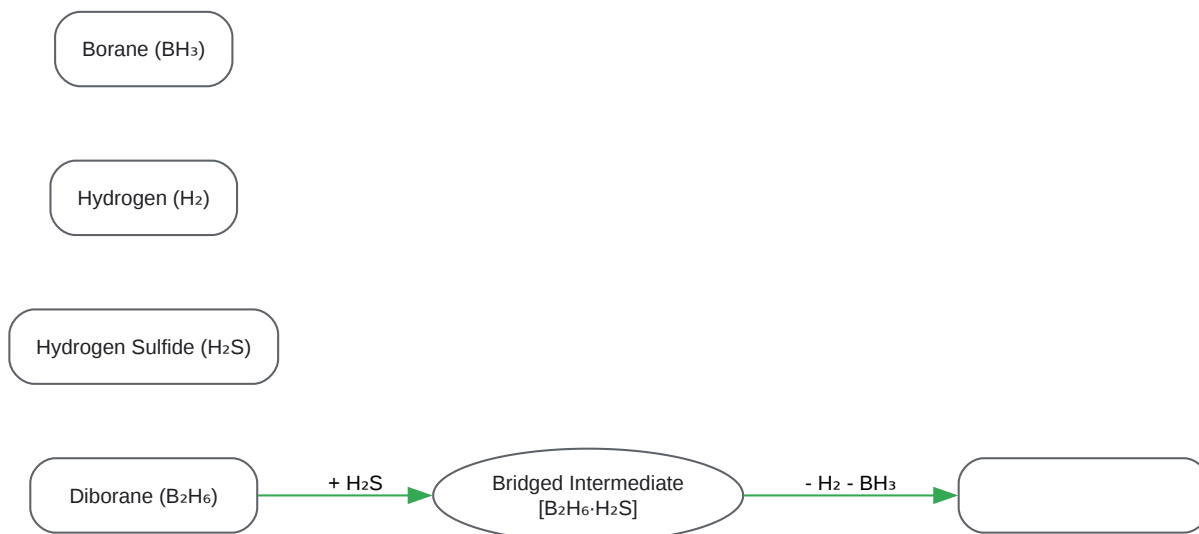 Borane (BH₃)
Hydrogen (H₂)
Hydrogen Sulfide (H₂S)
Diborane (B₂H₆)
+ H₂S
Bridged Intermediate
[B₂H₆·H₂S]
- H₂ - BH₃